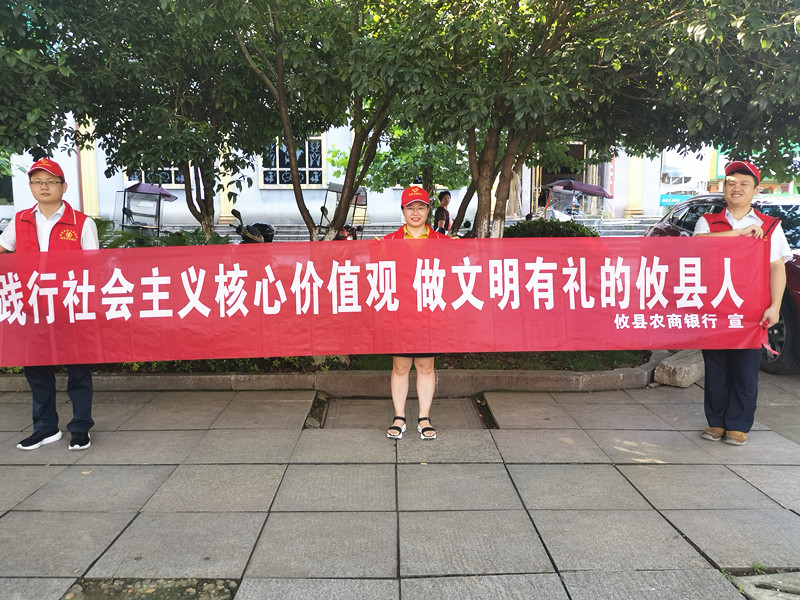 践行社会主义核心价值观 做文明有礼的攸县人
攸县农商银行 宣